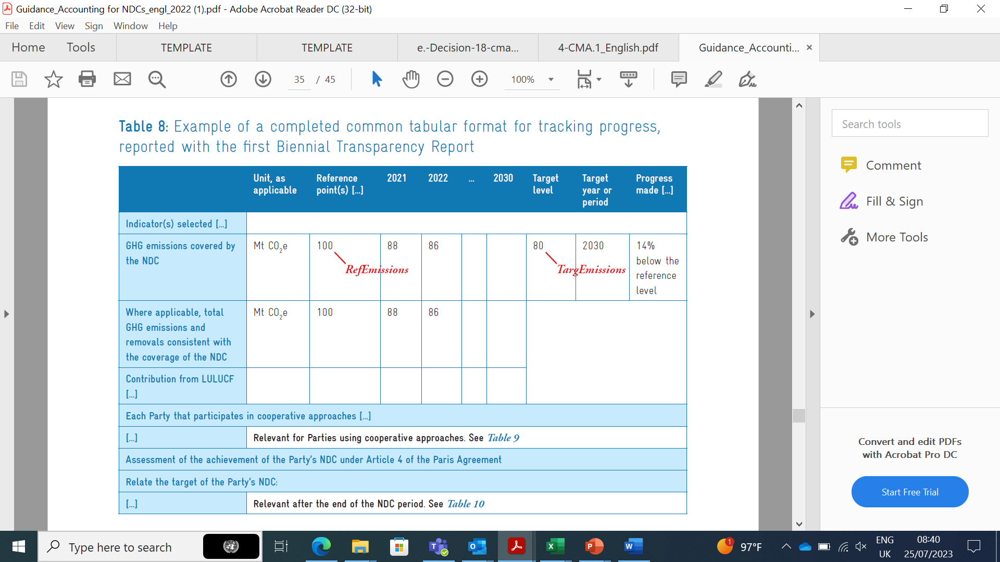 Guidance_Accounting for NDCs_engl_2022 (1).pdf - Adobe Acrobat Reader DC (32-bit)
File Edit View Sign Window Help
Home Tools TEMPLATE TEMPLATE e.-Decision-18-cma... 4-CMA.1_English.pdf Guidance_Accounti... ×
35 / 45 100%
Table 8: Example of a completed common tabular format for tracking progress,
reported with the first Biennial Transparency Report
Unit, as applicable
Reference point(s) […]
2021
2022
...
2030
Target level
Target year or period
Progress made […]
Indicator(s) selected […]
GHG emissions covered by
the NDC
Mt CO2e
100
88
86
80
2030
14%
below the
reference
level
RefEmissions
TargEmissions
Where applicable, total
GHG emissions and
removals consistent with
the coverage of the NDC
Mt CO2e
100
88
86
Contribution from LULUCF
[…]
Each Party that participates in cooperative approaches […]
[…] Relevant for Parties using cooperative approaches. See Table 9
Assessment of the achievement of the Party's NDC under Article 4 of the Paris Agreement
Relate the target of the Party's NDC:
[…] Relevant after the end of the NDC period. See Table 10
Search tools
Comment
Fill & Sign
More Tools
Convert and edit PDFs
with Acrobat Pro DC
Start Free Trial
Type here to search
1
97°F
ENG
UK
08:40
25/07/2023